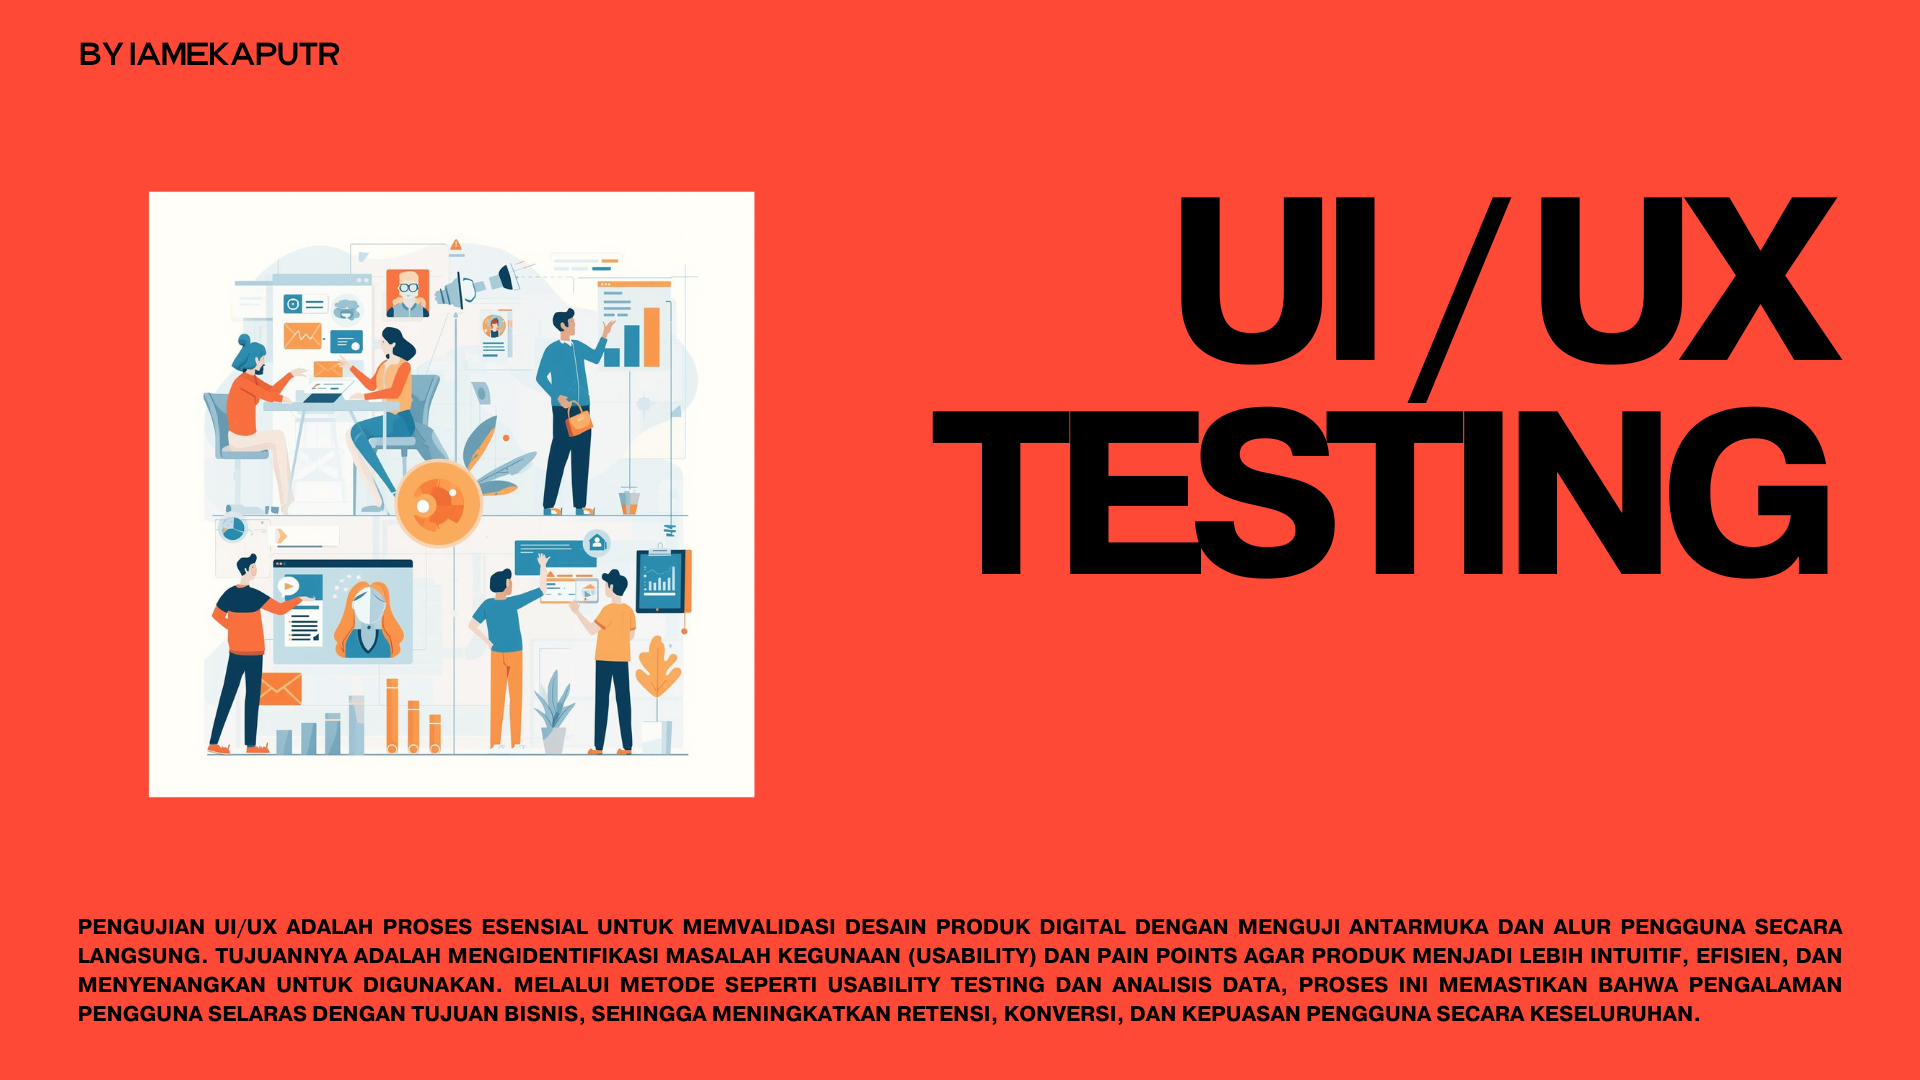 BY IAMEKAPUTR
UI / UX
TESTING
PENGUJIAN UI/UX ADALAH PROSES ESENSIAL UNTUK MEMVALIDASI DESAIN PRODUK DIGITAL DENGAN MENGUJI ANTARMUKA DAN ALUR PENGGUNA SECARA
LANGSUNG. TUJUANNYA ADALAH MENGIDENTIFIKASI MASALAH KEGUNAAN (USABILITY) DAN PAIN POINTS AGAR PRODUK MENJADI LEBIH INTUITIF, EFISIEN, DAN
MENYENANGKAN UNTUK DIGUNAKAN. MELALUI METODE SEPERTI USABILITY TESTING DAN ANALISIS DATA, PROSES INI MEMASTIKAN BAHWA PENGALAMAN
PENGGUNA SELARAS DENGAN TUJUAN BISNIS, SEHINGGA MENINGKATKAN RETENSI, KONVERSI, DAN KEPUASAN PENGGUNA SECARA KESELURUHAN.